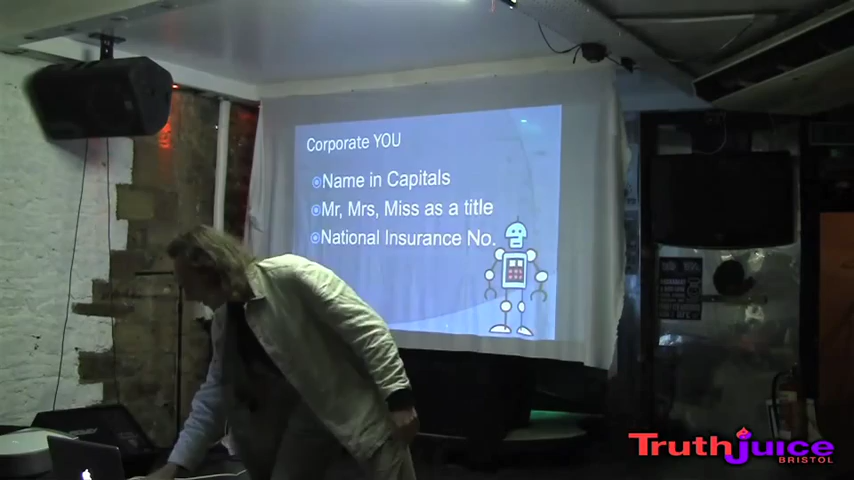 Corporate YOU
Name in Capitals
Mr, Mrs, Miss as a title
National Insurance No.
Truthjuice
BRISTOL